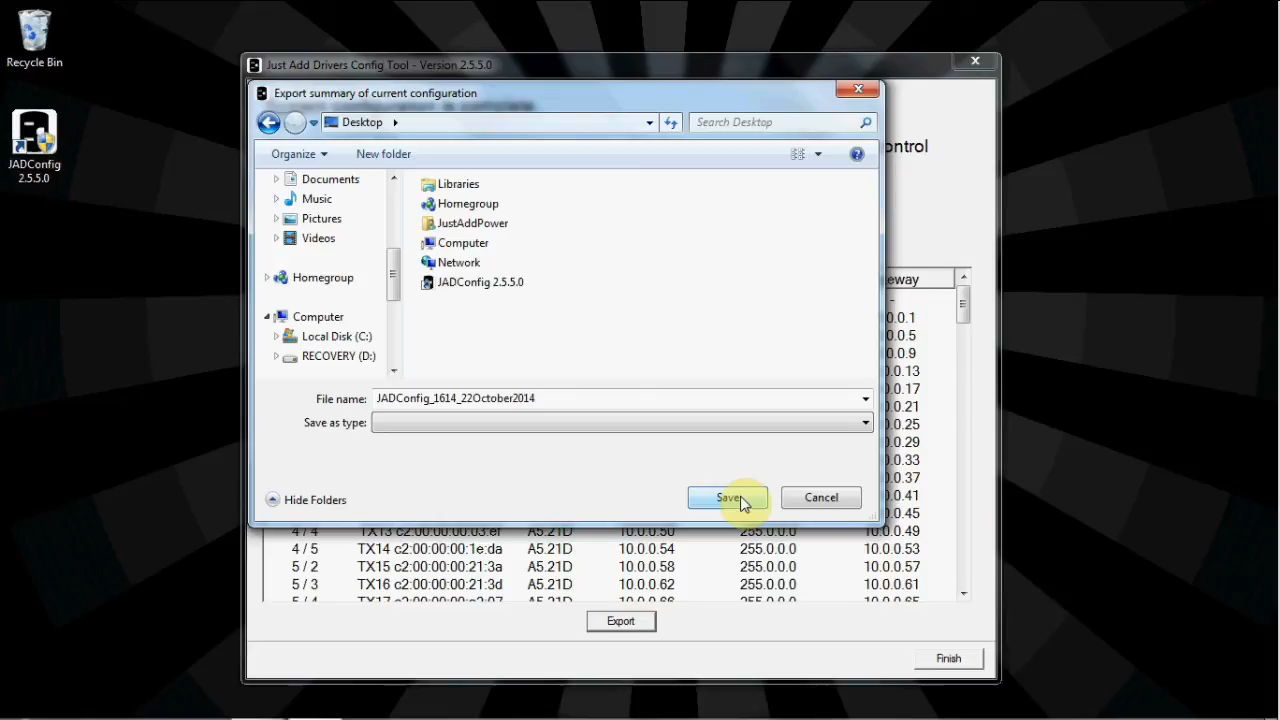 Recycle Bin
JADConfig
2.5.5.0
Just Add Drivers Config Tool - Version 2.5.5.0
Export summary of current configuration
Desktop
Search Desktop
Organize
New folder
Documents
Music
Pictures
Videos
Homegroup
Computer
Local Disk (C:)
RECOVERY (D:)
Libraries
Homegroup
JustAddPower
Computer
Network
JADConfig 2.5.5.0
File name: JADConfig_1614_22October2014
Save as type:
Hide Folders
Save
Cancel
ontrol
eway
0.0.1
0.0.5
0.0.9
0.0.13
0.0.17
0.0.21
0.0.25
0.0.29
0.0.33
0.0.37
0.0.41
0.0.45
4 / 4 TX13 c2:00:00:00:03:ef A5.21D 10.0.0.50 255.0.0.0 10.0.0.49
4 / 5 TX14 c2:00:00:00:1e:da A5.21D 10.0.0.54 255.0.0.0 10.0.0.53
5 / 2 TX15 c2:00:00:00:21:3a A5.21D 10.0.0.58 255.0.0.0 10.0.0.57
5 / 3 TX16 c2:00:00:00:21:3d A5.21D 10.0.0.62 255.0.0.0 10.0.0.61
Export
Finish